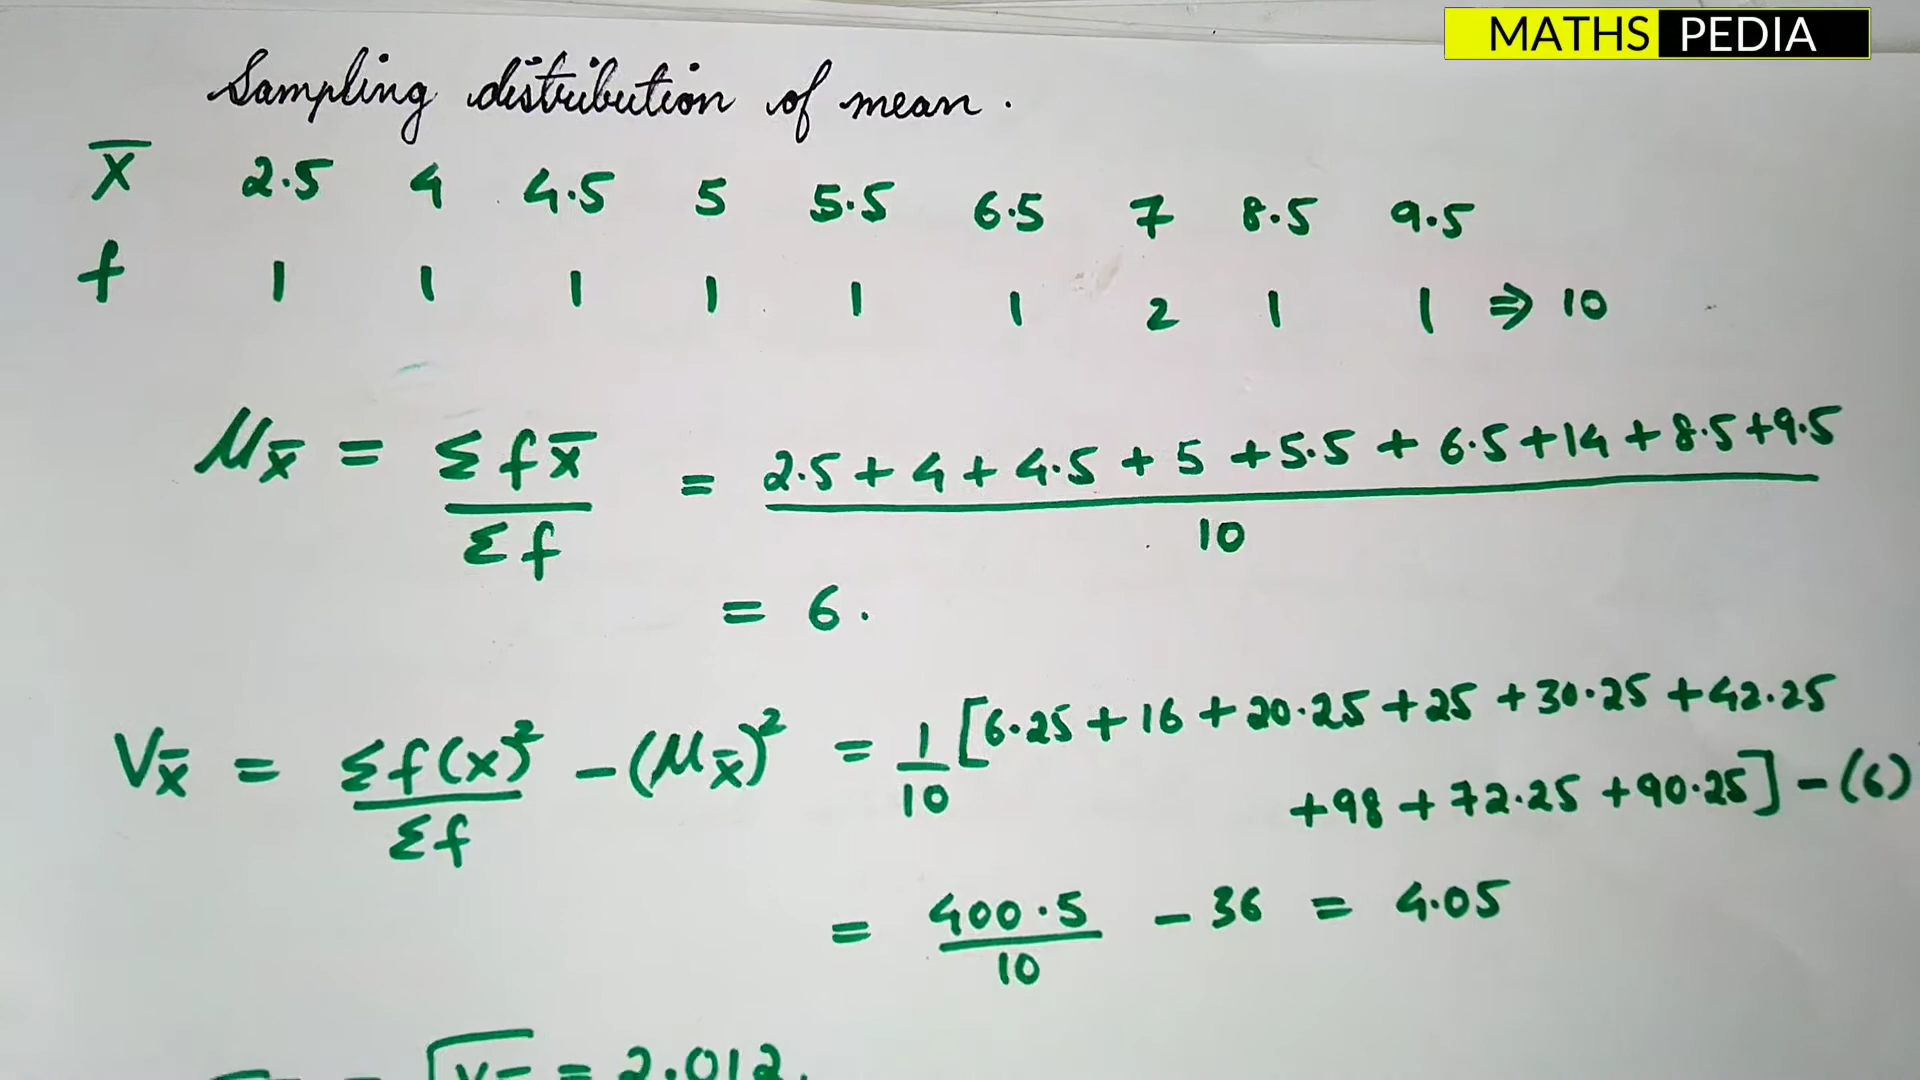 MATHS PEDIA
Sampling distribution of mean.
X̅ 2.5 4 4.5 5 5.5 6.5 7 8.5 9.5
f 1 1 1 1 1 1 2 1 1 ⇒ 10
μx̅ = Σfx̅ / Σf = 2.5 + 4 + 4.5 + 5 + 5.5 + 6.5 + 14 + 8.5 + 9.5 / 10
= 6.
Vx̅ = Σf(x)² / Σf - (μx̅)² = 1/10 [6.25 + 16 + 20.25 + 25 + 30.25 + 42.25
+ 98 + 72.25 + 90.25] - (6)
= 400.5 / 10 - 36 = 4.05
= 2.012.